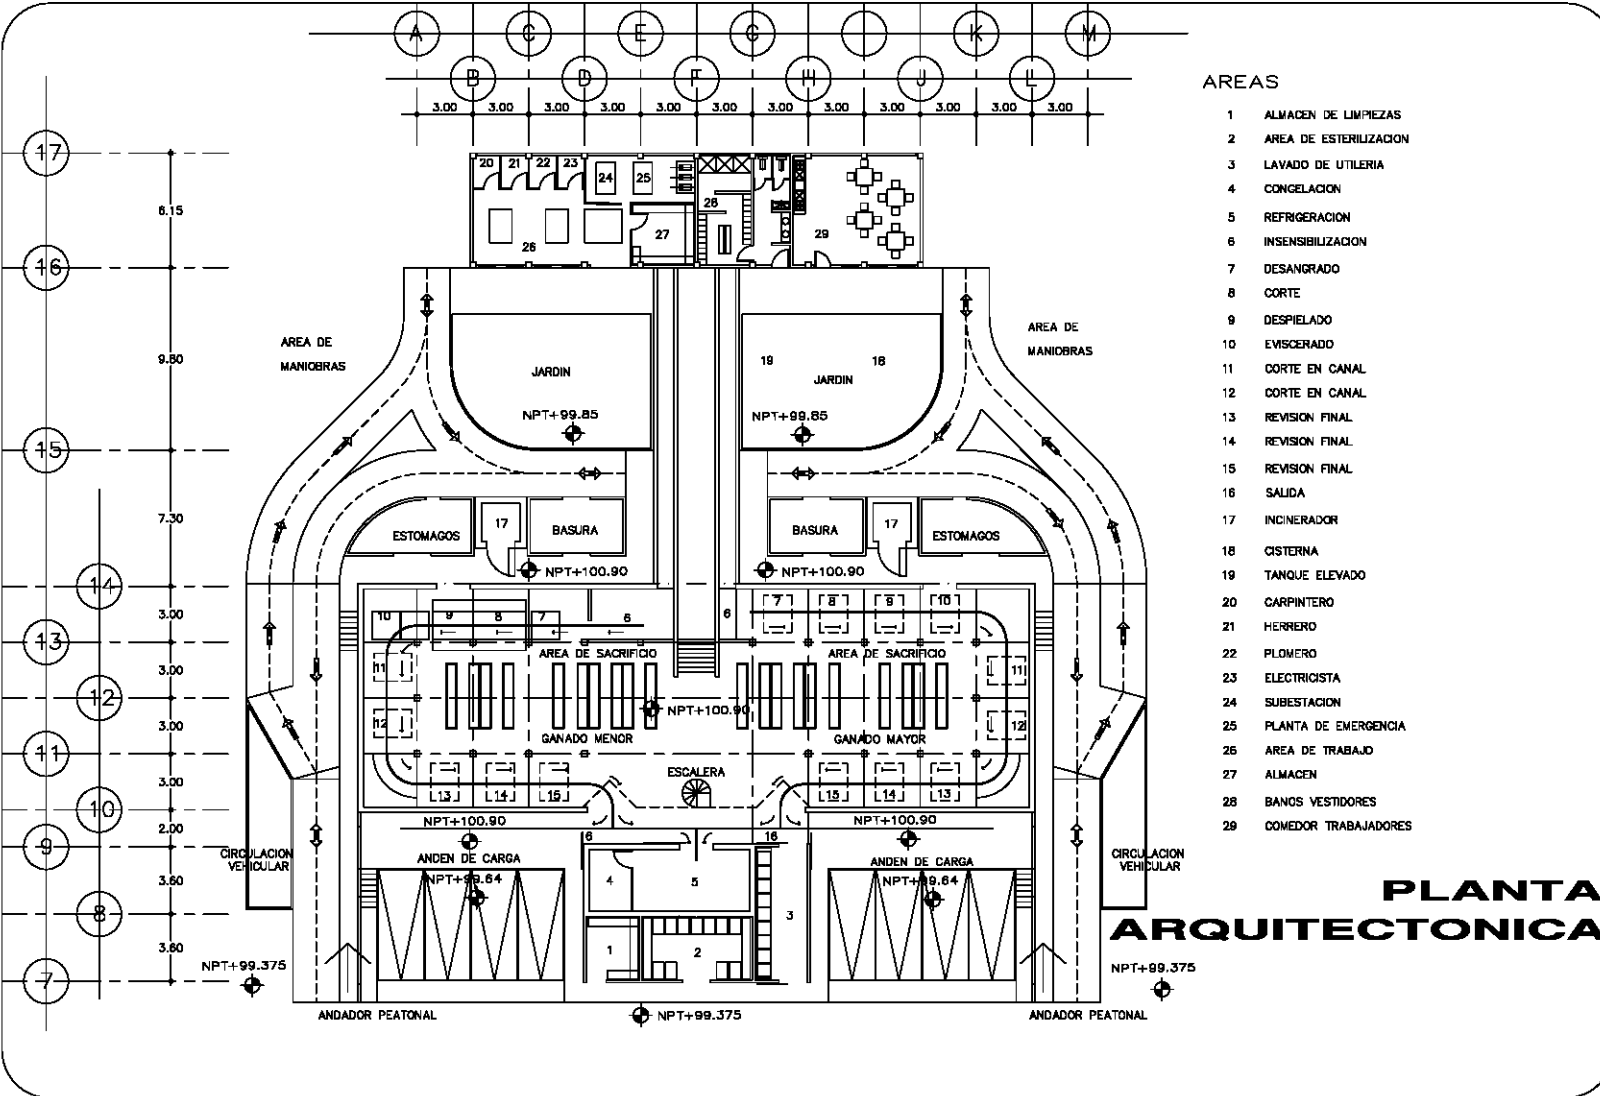 A C E G K M
B D F H J L
3.00 3.00 3.00 3.00 3.00 3.00 3.00 3.00 3.00 3.00 3.00 3.00
AREAS
1 ALMACEN DE LIMPIEZAS
2 AREA DE ESTERILIZACION
3 LAVADO DE UTILERIA
4 CONGELACION
5 REFRIGERACION
6 INSENSIBILIZACION
7 DESANGRADO
8 CORTE
9 DESPIELADO
10 EVISCERADO
11 CORTE EN CANAL
12 CORTE EN CANAL
13 REVISION FINAL
14 REVISION FINAL
15 REVISION FINAL
16 SALIDA
17 INCINERADOR
18 CISTERNA
19 TANQUE ELEVADO
20 CARPINTERO
21 HERRERO
22 PLOMERO
23 ELECTRICISTA
24 SUBESTACION
25 PLANTA DE EMERGENCIA
26 AREA DE TRABAJO
27 ALMACEN
28 BANOS VESTIDORES
29 COMEDOR TRABAJADORES
PLANTA
ARQUITECTONICA
17
6.15
16
9.80
15
7.30
14
3.00
13
3.00
12
3.00
11
3.00
10
2.00
9
3.60
8
3.60
7
20 21 22 23 24 25
26 27 28 29
AREA DE
MANIOBRAS
JARDIN
NPT+99.85
19 18
JARDIN
NPT+99.85
AREA DE
MANIOBRAS
ESTOMAGOS 17 BASURA
BASURA 17 ESTOMAGOS
NPT+100.90
NPT+100.90
10 9 8 7 6
6 7 8 9 10
AREA DE SACRIFICIO
AREA DE SACRIFICIO
11
11
NPT+100.90
12
12
GANADO MENOR
GANADO MAYOR
ESCALERA
13 14 15
15 14 13
NPT+100.90
NPT+100.90
16
CIRCULACION
VEHICULAR
ANDEN DE CARGA
NPT+99.64
ANDEN DE CARGA
NPT+99.64
CIRCULACION
VEHICULAR
4 5
3
1 2
NPT+99.375
NPT+99.375
ANDADOR PEATONAL
NPT+99.375
ANDADOR PEATONAL